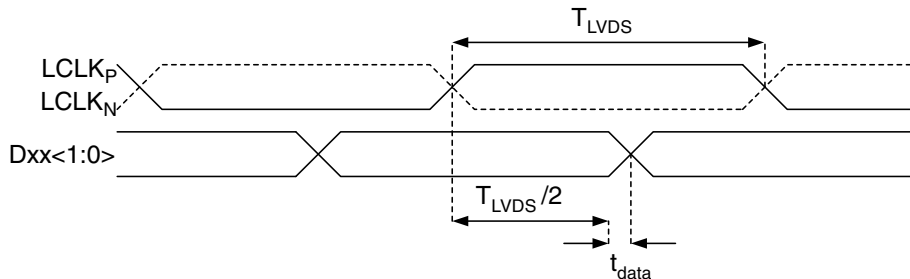 T_LVDS
LCLK_P
LCLK_N
Dxx<1:0>
T_LVDS/2
t_data